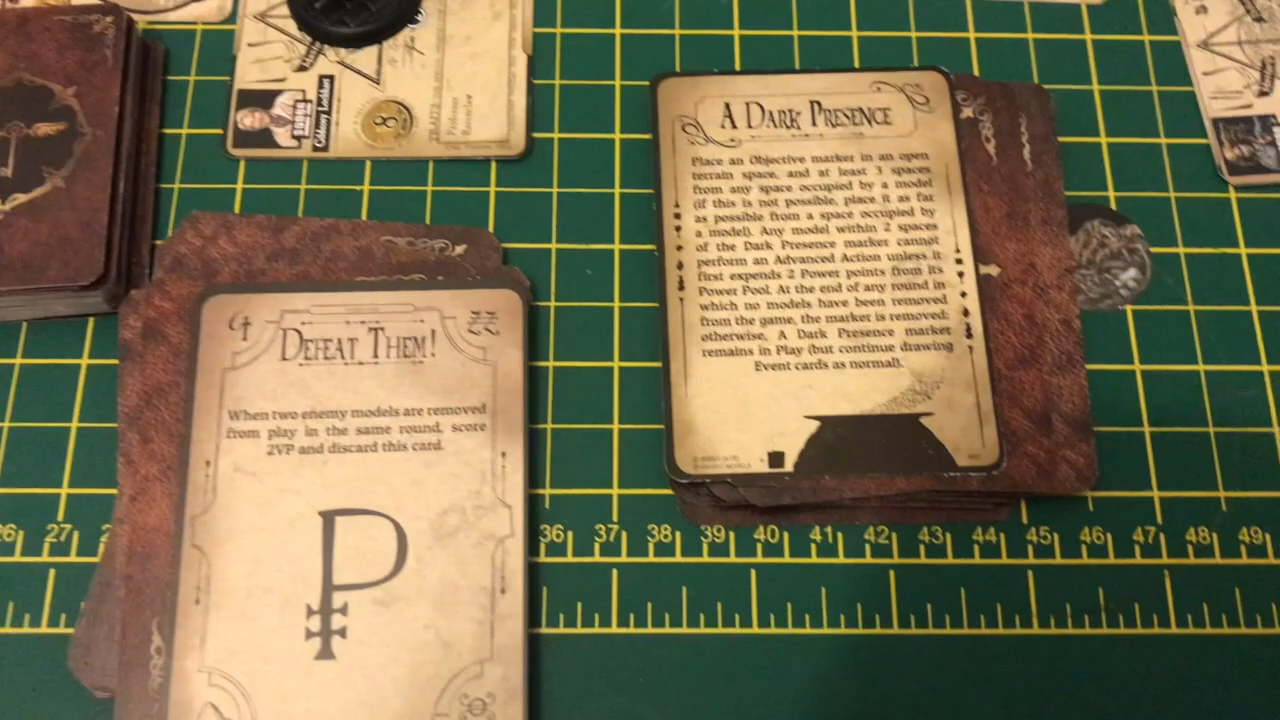 Gideon Lockhart
8
TRAITS:
A DARK PRESENCE
Place an Objective marker in an open
terrain space, and at least 3 spaces
from any space occupied by a model
(if this is not possible, place it as far
as possible from a space occupied by
a model). Any model within 2 spaces
of the Dark Presence marker cannot
perform an Advanced Action unless it
first expends 2 Power points from its
Power Pool. At the end of any round in
which no models have been removed
from the game, the market is removed;
otherwise, A Dark Presence market
remains in Play (but continue drawing
Event cards as normal).
DEFEAT THEM!
When two enemy models are removed
from play in the same round, score
2VP and discard this card.
26 27 36 37 38 39 40 41 42 43 44 45 46 47 48 49